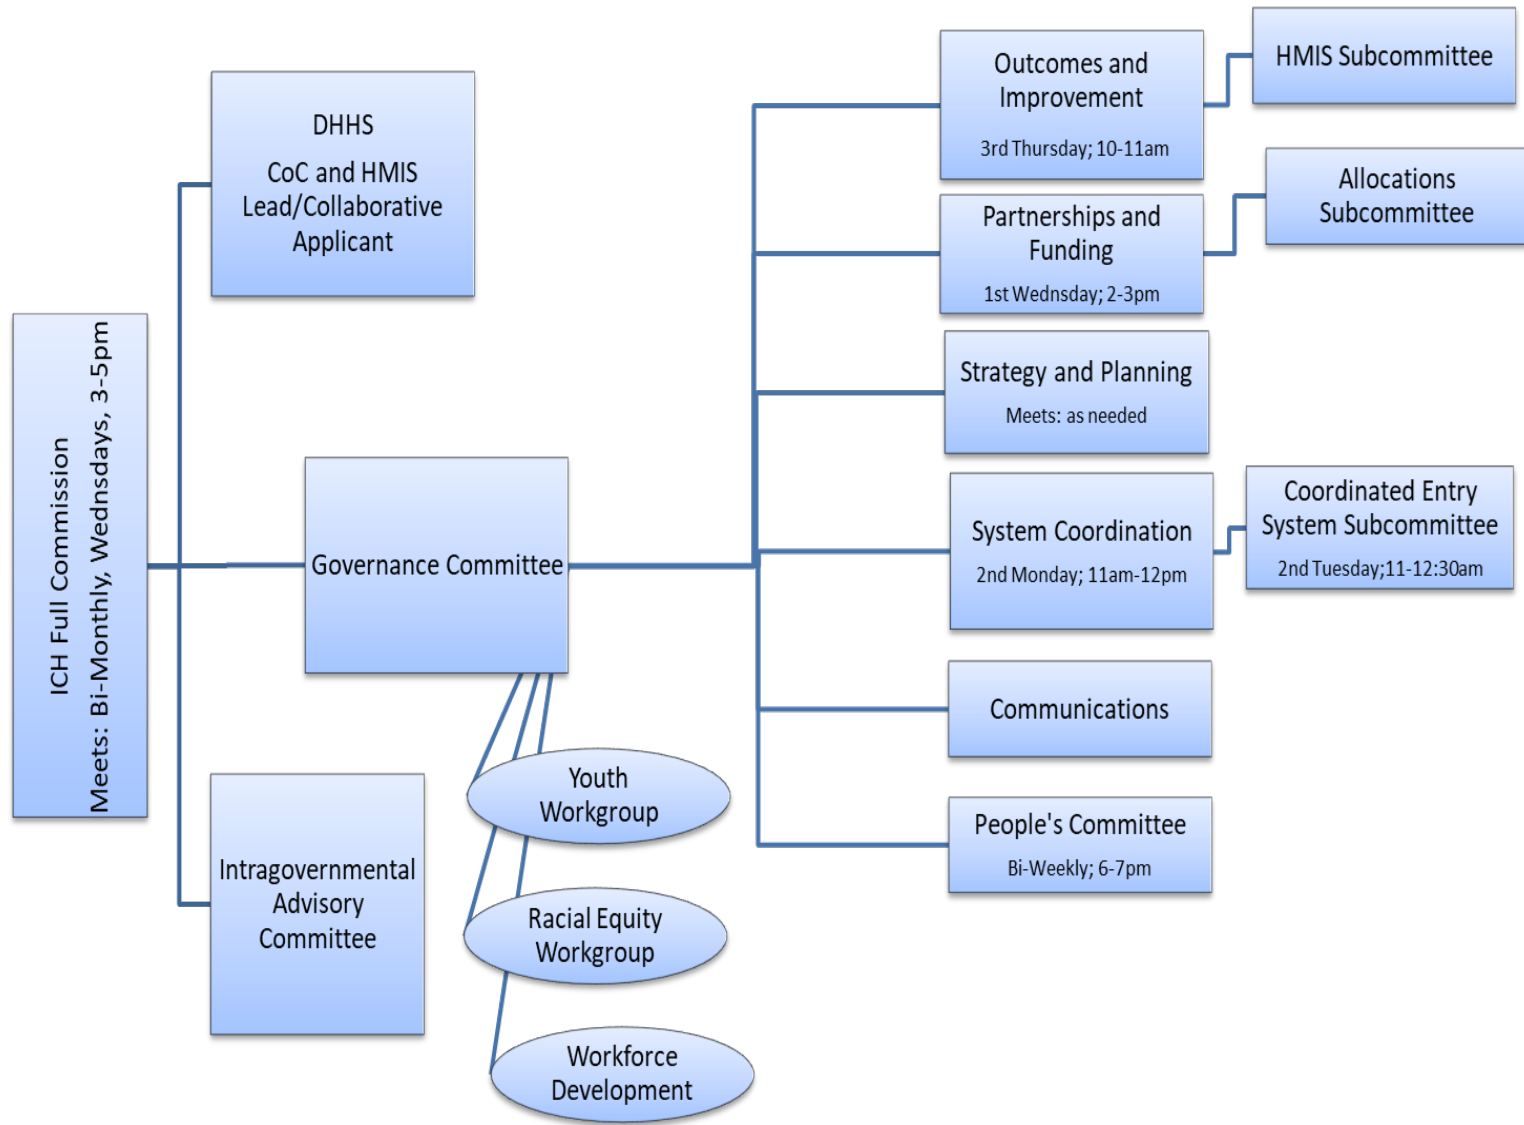 ICH Full Commission
Meets: Bi-Monthly, Wednsdays, 3-5pm
DHHS
CoC and HMIS
Lead/Collaborative
Applicant
Governance Committee
Intragovernmental
Advisory
Committee
Youth
Workgroup
Racial Equity
Workgroup
Workforce
Development
Outcomes and
Improvement
3rd Thursday; 10-11am
HMIS Subcommittee
Partnerships and
Funding
1st Wednsday; 2-3pm
Allocations
Subcommittee
Strategy and Planning
Meets: as needed
System Coordination
2nd Monday; 11am-12pm
Coordinated Entry
System Subcommittee
2nd Tuesday;11-12:30am
Communications
People's Committee
Bi-Weekly; 6-7pm